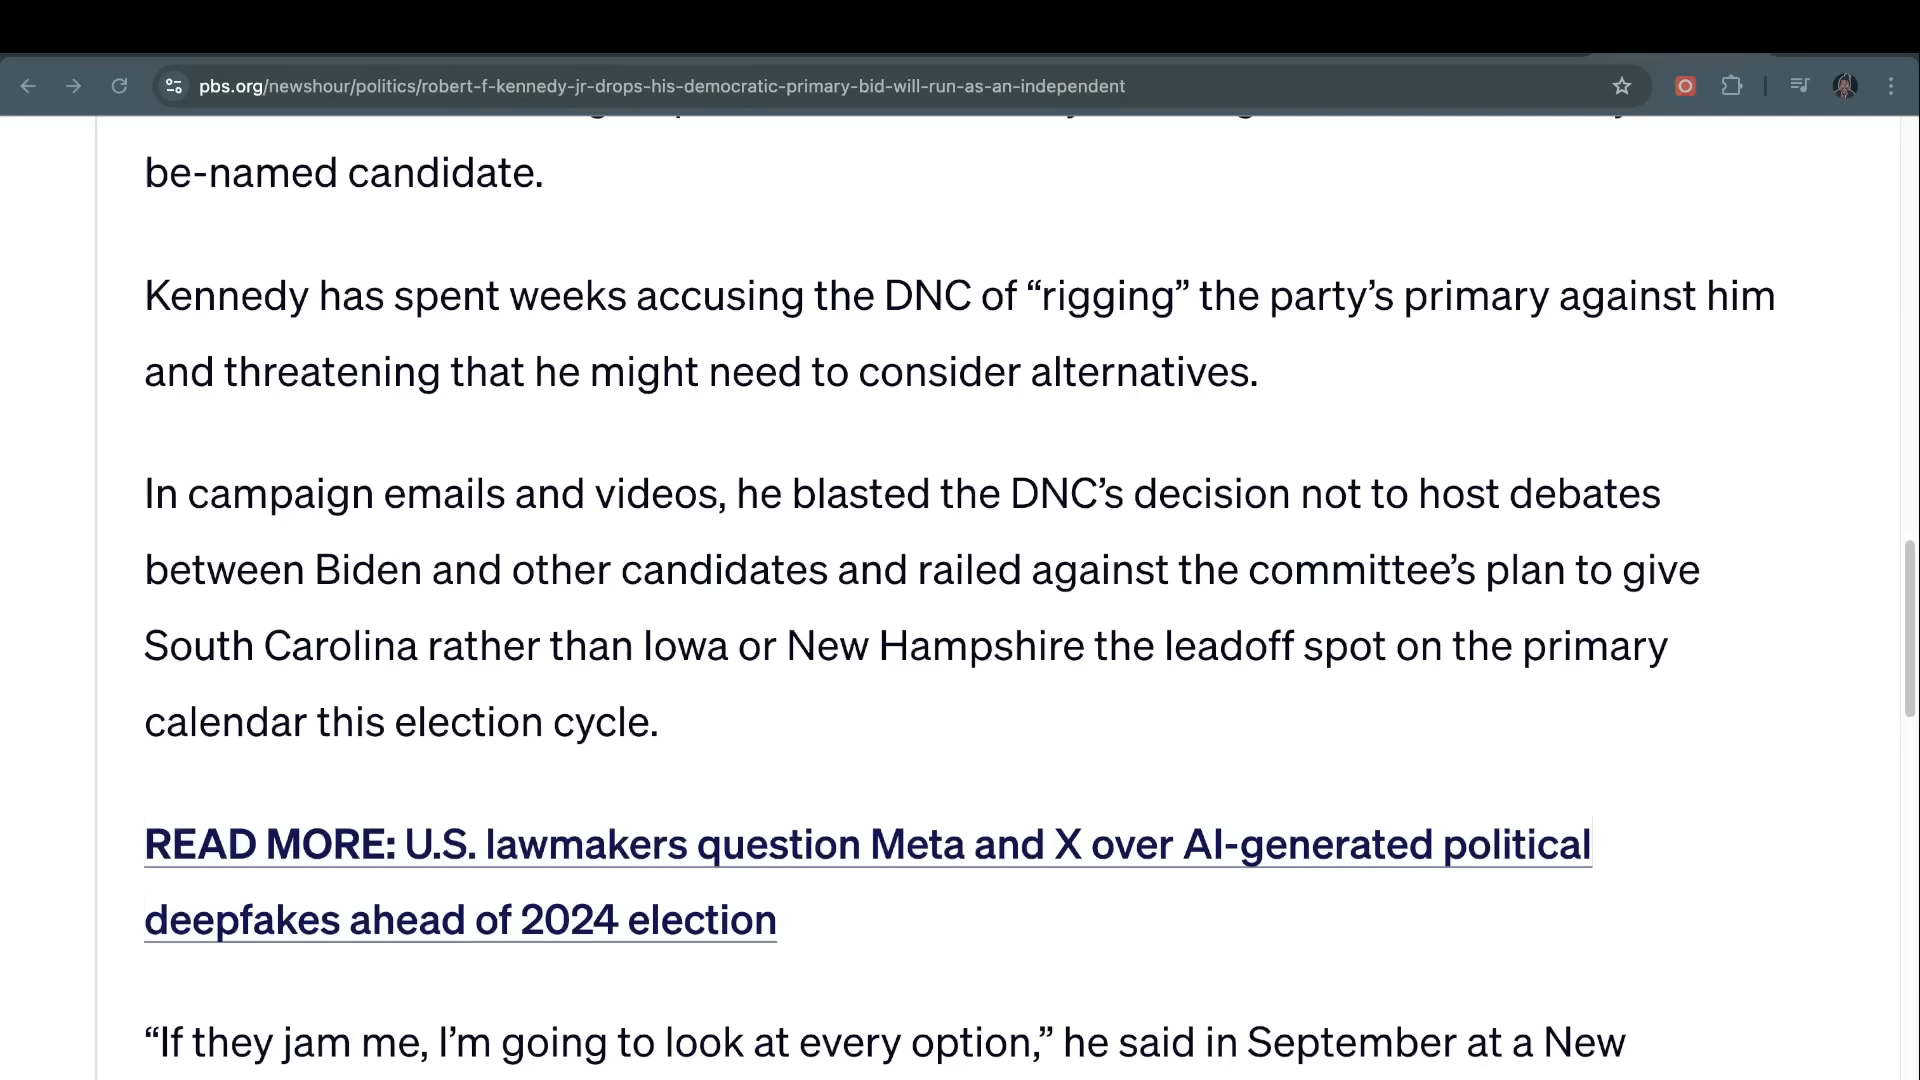 pbs.org/newshour/politics/robert-f-kennedy-jr-drops-his-democratic-primary-bid-will-run-as-an-independent
be-named candidate.
Kennedy has spent weeks accusing the DNC of “rigging” the party’s primary against him
and threatening that he might need to consider alternatives.
In campaign emails and videos, he blasted the DNC’s decision not to host debates
between Biden and other candidates and railed against the committee’s plan to give
South Carolina rather than Iowa or New Hampshire the leadoff spot on the primary
calendar this election cycle.
READ MORE: U.S. lawmakers question Meta and X over AI-generated political
deepfakes ahead of 2024 election
“If they jam me, I’m going to look at every option,” he said in September at a New